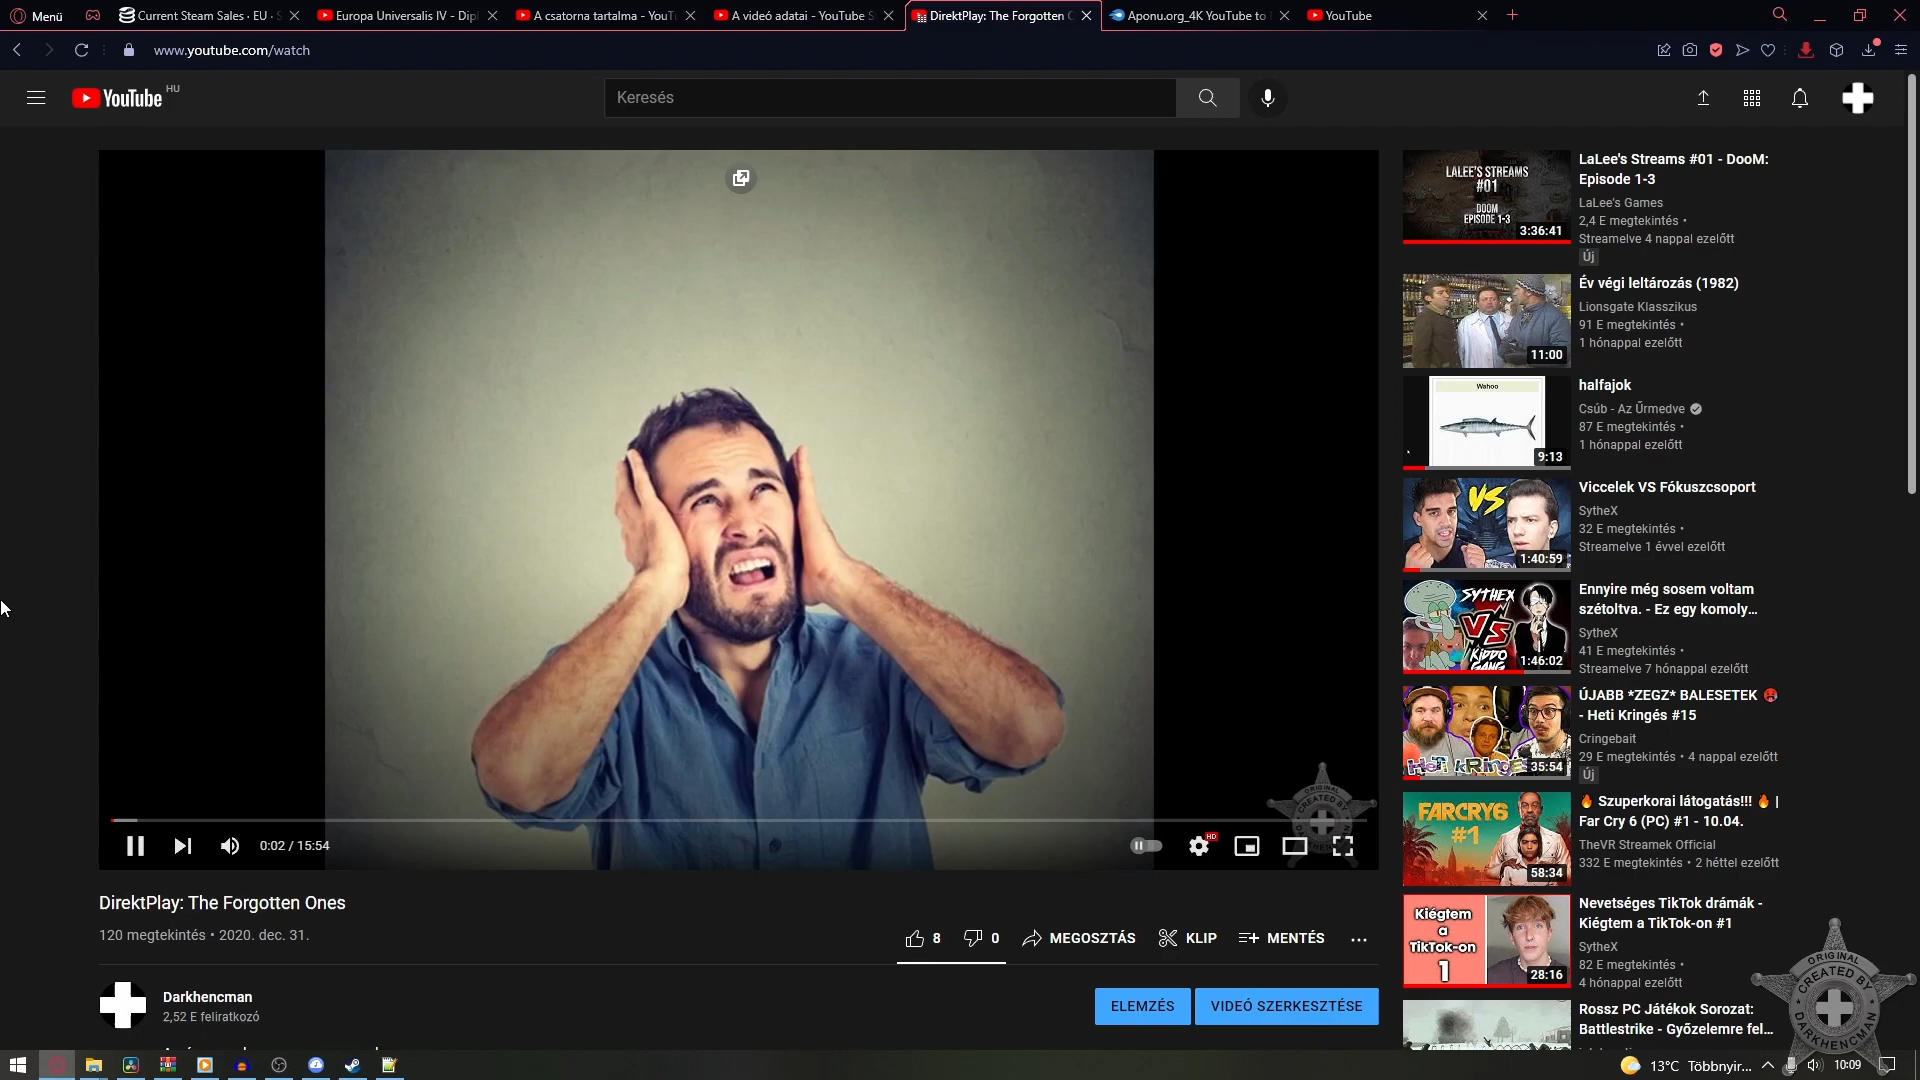 Menü
Current Steam Sales · EU ·
Europa Universalis IV - Dip
A csatorna tartalma - YouT
A videó adatai - YouTube S
DirektPlay: The Forgotten
Aponu.org_4K YouTube to
YouTube
www.youtube.com/watch
YouTube HU
Keresés
0:02 / 15:54
HD
ORIGINAL
CREATED BY
DirektPlay: The Forgotten Ones
120 megtekintés • 2020. dec. 31.
8
0
MEGOSZTÁS
KLIP
MENTÉS
Darkhencman
2,52 E feliratkozó
ELEMZÉS
VIDEÓ SZERKESZTÉSE
LALEE'S STREAMS
#01
DOOM
EPISODE 1-3
3:36:41
LaLee's Streams #01 - DooM:
Episode 1-3
LaLee's Games
2,4 E megtekintés •
Streamelve 4 nappal ezelőtt
Új
11:00
Év végi leltározás (1982)
Lionsgate Klasszikus
91 E megtekintés •
1 hónappal ezelőtt
Wahoo
9:13
halfajok
Csúb - Az Űrmedve
87 E megtekintés •
1 hónappal ezelőtt
VS
1:40:59
Viccelek VS Fókuszcsoport
SytheX
32 E megtekintés •
Streamelve 1 évvel ezelőtt
SYTHEX
VS
KIDDO
GANG
1:46:02
Ennyire még sosem voltam
szétoltva. - Ez egy komoly...
SytheX
41 E megtekintés •
Streamelve 7 hónappal ezelőtt
HETI KRINGÉS
35:54
ÚJABB *ZEGZ* BALESETEK
- Heti Kringés #15
Cringebait
29 E megtekintés • 4 nappal ezelőtt
Új
FARCRY6
#1
58:34
Szuperkorai látogatás!!! |
Far Cry 6 (PC) #1 - 10.04.
TheVR Streamek Official
332 E megtekintés • 2 héttel ezelőtt
Kiégtem
a
TikTok-on
1
28:16
Nevetséges TikTok drámák -
Kiégtem a TikTok-on #1
SytheX
82 E megtekintés •
4 hónappal ezelőtt
Rossz PC Játékok Sorozat:
Battlestrike - Győzelemre fel...
ORIGINAL
CREATED BY
DARKHENCMAN
13°C Többnyir...
10:09